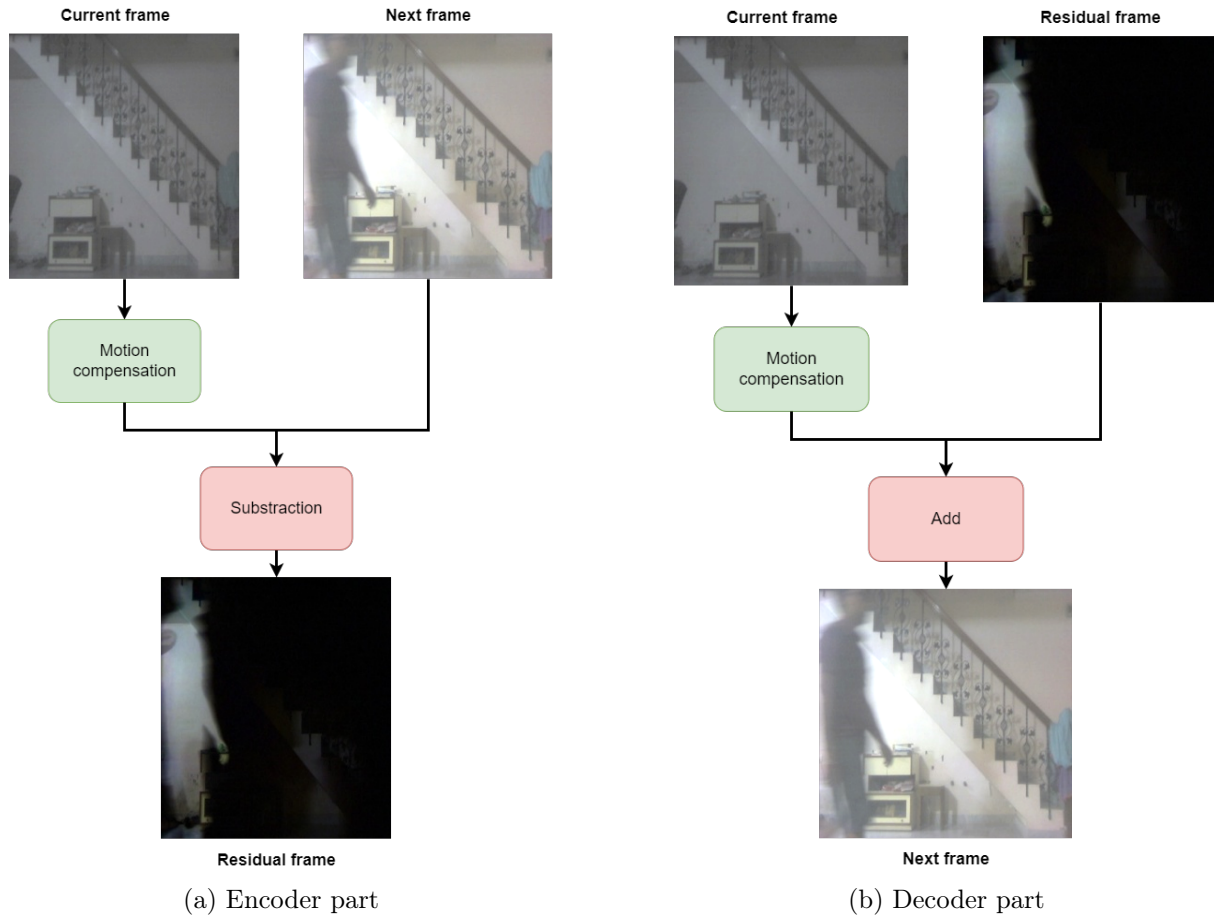 Current frame
Next frame
Motion
compensation
Substraction
Residual frame
(a) Encoder part
Current frame
Residual frame
Motion
compensation
Add
Next frame
(b) Decoder part